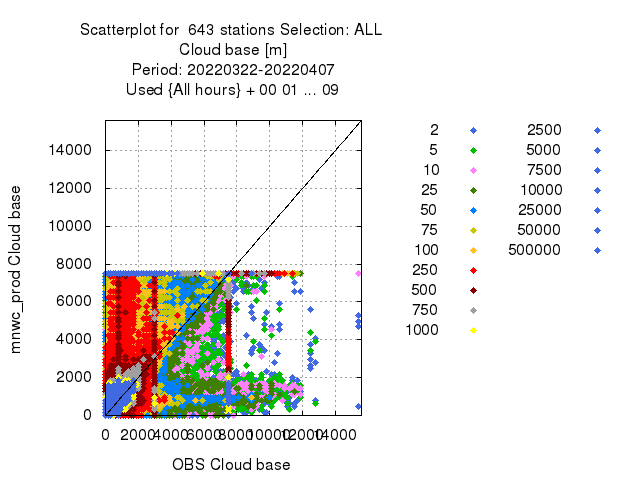 Scatterplot for 643 stations Selection: ALL
Cloud base [m]
Period: 20220322-20220407
Used {All hours} + 00 01 ... 09
mnwc_prod Cloud base
14000
12000
10000
8000
6000
4000
2000
0
0 2000 4000 6000 8000 10000 12000 14000
OBS Cloud base
2 2500
5 5000
10 7500
25 10000
50 25000
75 50000
100 500000
250
500
750
1000